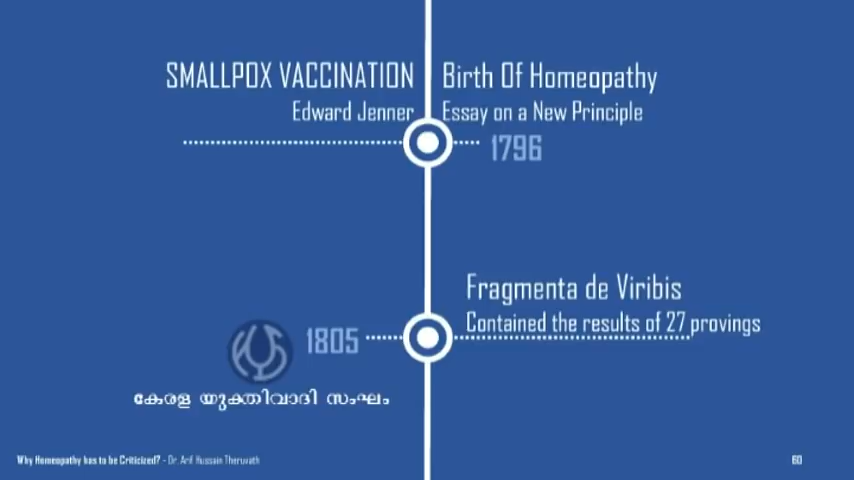 SMALLPOX VACCINATION
Edward Jenner
Birth Of Homeopathy
Essay on a New Principle
1796
Fragmenta de Viribis
Contained the results of 27 provings
1805
കേരള യുക്തിവാദി സംഘം
Why Homeopathy has to be Criticized? - Dr. Arif Hussain Theruvath
60